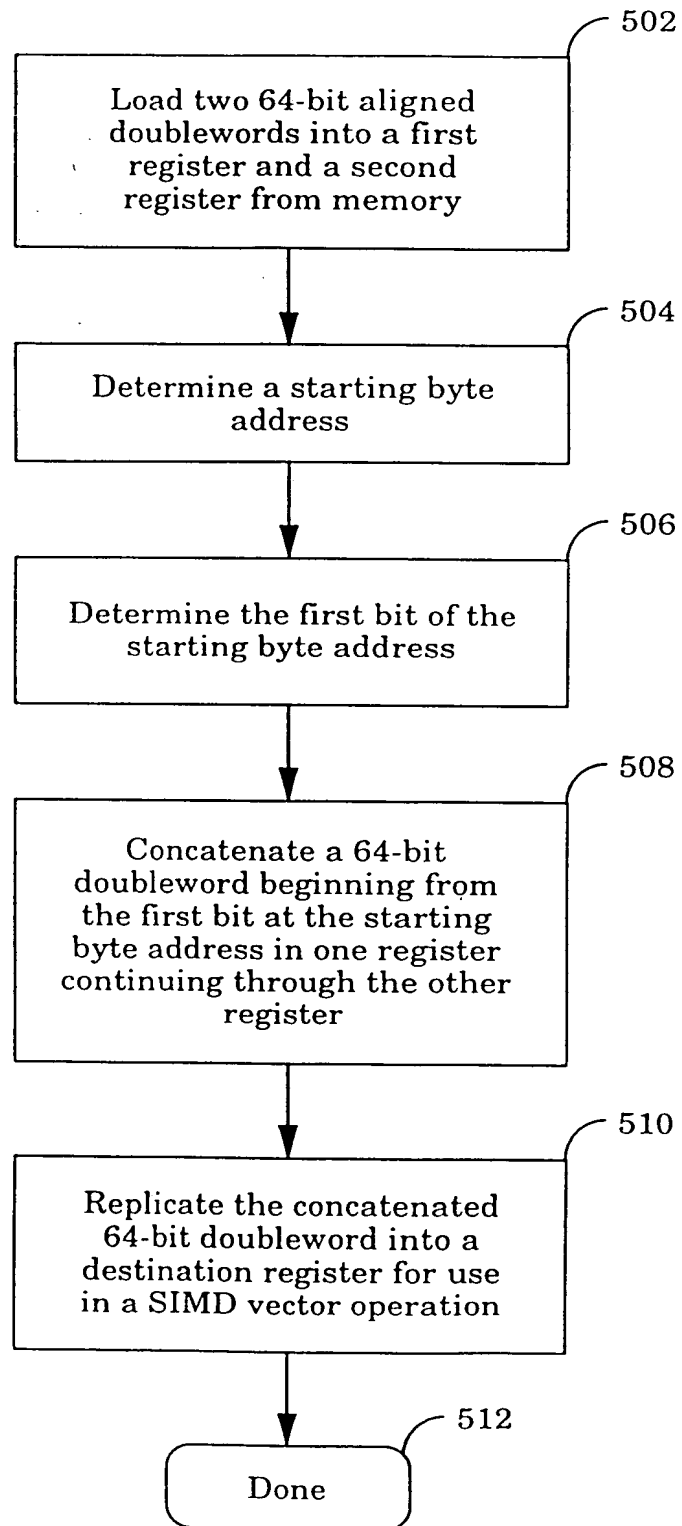 502
Load two 64-bit aligned
doublewords into a first
register and a second
register from memory
504
Determine a starting byte
address
506
Determine the first bit of the
starting byte address
508
Concatenate a 64-bit
doubleword beginning from
the first bit at the starting
byte address in one register
continuing through the other
register
510
Replicate the concatenated
64-bit doubleword into a
destination register for use
in a SIMD vector operation
512
Done